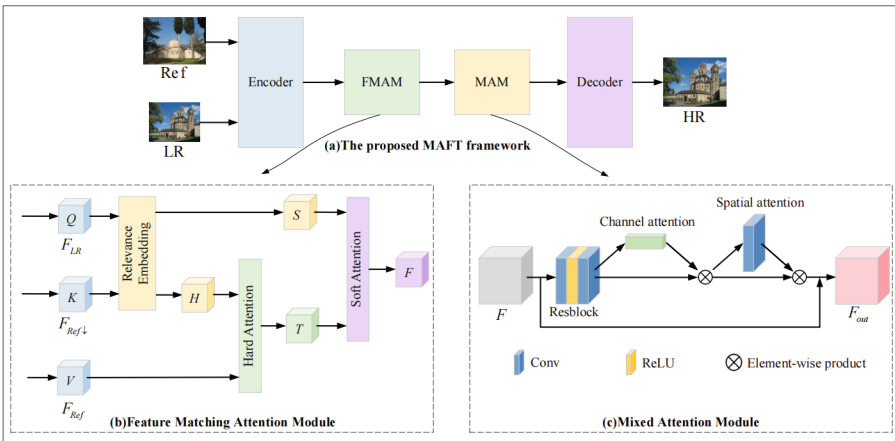 Ref
LR
Encoder
FMAM
MAM
Decoder
HR
(a)The proposed MAFT framework
Q
F_LR
K
F_Ref↓
V
F_Ref
Relevance
Embedding
S
H
Hard Attention
T
Soft Attention
F
(b)Feature Matching Attention Module
Channel attention
Spatial attention
F
Resblock
F_out
Conv
ReLU
Element-wise product
(c)Mixed Attention Module